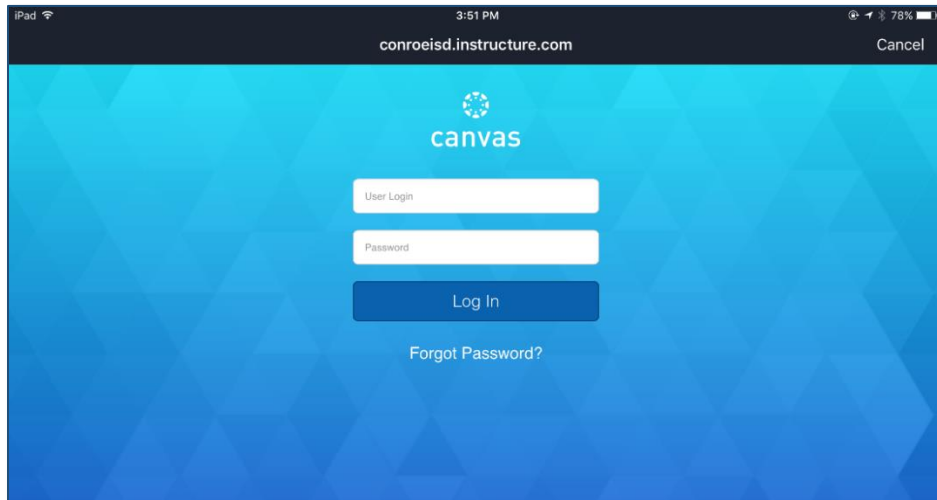 iPad 3:51 PM 78%
conroeisd.instructure.com Cancel
canvas
User Login
Password
Log In
Forgot Password?